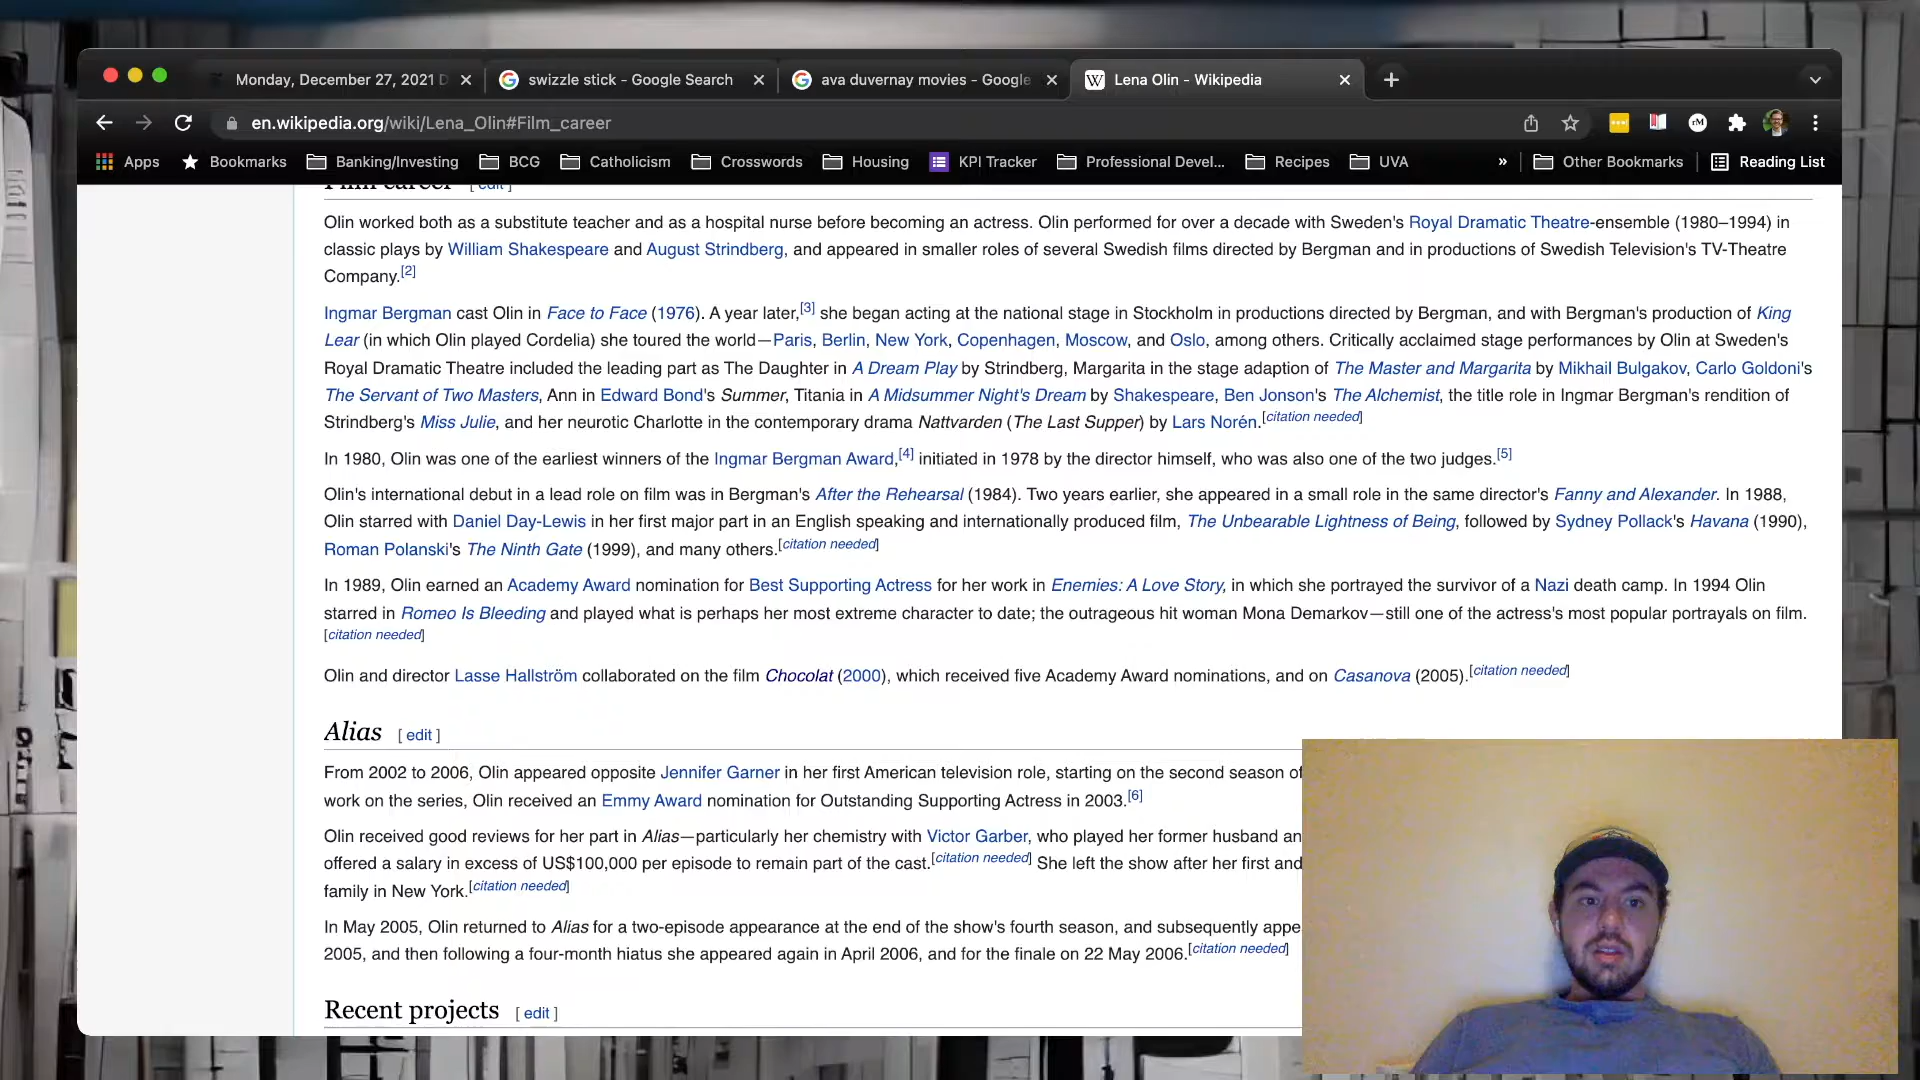 Monday, December 27, 2021 D
swizzle stick - Google Search
ava duvernay movies - Google
W Lena Olin - Wikipedia
en.wikipedia.org/wiki/Lena_Olin#Film_career
Apps Bookmarks Banking/Investing BCG Catholicism Crosswords Housing KPI Tracker Professional Devel... Recipes UVA » Other Bookmarks Reading List
Film career [ edit ]
Olin worked both as a substitute teacher and as a hospital nurse before becoming an actress. Olin performed for over a decade with Sweden's Royal Dramatic Theatre-ensemble (1980–1994) in
classic plays by William Shakespeare and August Strindberg, and appeared in smaller roles of several Swedish films directed by Bergman and in productions of Swedish Television's TV-Theatre
Company.[2]
Ingmar Bergman cast Olin in Face to Face (1976). A year later,[3] she began acting at the national stage in Stockholm in productions directed by Bergman, and with Bergman's production of King
Lear (in which Olin played Cordelia) she toured the world—Paris, Berlin, New York, Copenhagen, Moscow, and Oslo, among others. Critically acclaimed stage performances by Olin at Sweden's
Royal Dramatic Theatre included the leading part as The Daughter in A Dream Play by Strindberg, Margarita in the stage adaption of The Master and Margarita by Mikhail Bulgakov, Carlo Goldoni's
The Servant of Two Masters, Ann in Edward Bond's Summer, Titania in A Midsummer Night's Dream by Shakespeare, Ben Jonson's The Alchemist, the title role in Ingmar Bergman's rendition of
Strindberg's Miss Julie, and her neurotic Charlotte in the contemporary drama Nattvarden (The Last Supper) by Lars Norén.[citation needed]
In 1980, Olin was one of the earliest winners of the Ingmar Bergman Award,[4] initiated in 1978 by the director himself, who was also one of the two judges.[5]
Olin's international debut in a lead role on film was in Bergman's After the Rehearsal (1984). Two years earlier, she appeared in a small role in the same director's Fanny and Alexander. In 1988,
Olin starred with Daniel Day-Lewis in her first major part in an English speaking and internationally produced film, The Unbearable Lightness of Being, followed by Sydney Pollack's Havana (1990),
Roman Polanski's The Ninth Gate (1999), and many others.[citation needed]
In 1989, Olin earned an Academy Award nomination for Best Supporting Actress for her work in Enemies: A Love Story, in which she portrayed the survivor of a Nazi death camp. In 1994 Olin
starred in Romeo Is Bleeding and played what is perhaps her most extreme character to date; the outrageous hit woman Mona Demarkov—still one of the actress's most popular portrayals on film.
[citation needed]
Olin and director Lasse Hallström collaborated on the film Chocolat (2000), which received five Academy Award nominations, and on Casanova (2005).[citation needed]
Alias [ edit ]
From 2002 to 2006, Olin appeared opposite Jennifer Garner in her first American television role, starting on the second season of
work on the series, Olin received an Emmy Award nomination for Outstanding Supporting Actress in 2003.[6]
Olin received good reviews for her part in Alias—particularly her chemistry with Victor Garber, who played her former husband an
offered a salary in excess of US$100,000 per episode to remain part of the cast.[citation needed] She left the show after her first and
family in New York.[citation needed]
In May 2005, Olin returned to Alias for a two-episode appearance at the end of the show's fourth season, and subsequently appe
2005, and then following a four-month hiatus she appeared again in April 2006, and for the finale on 22 May 2006.[citation needed]
Recent projects [ edit ]